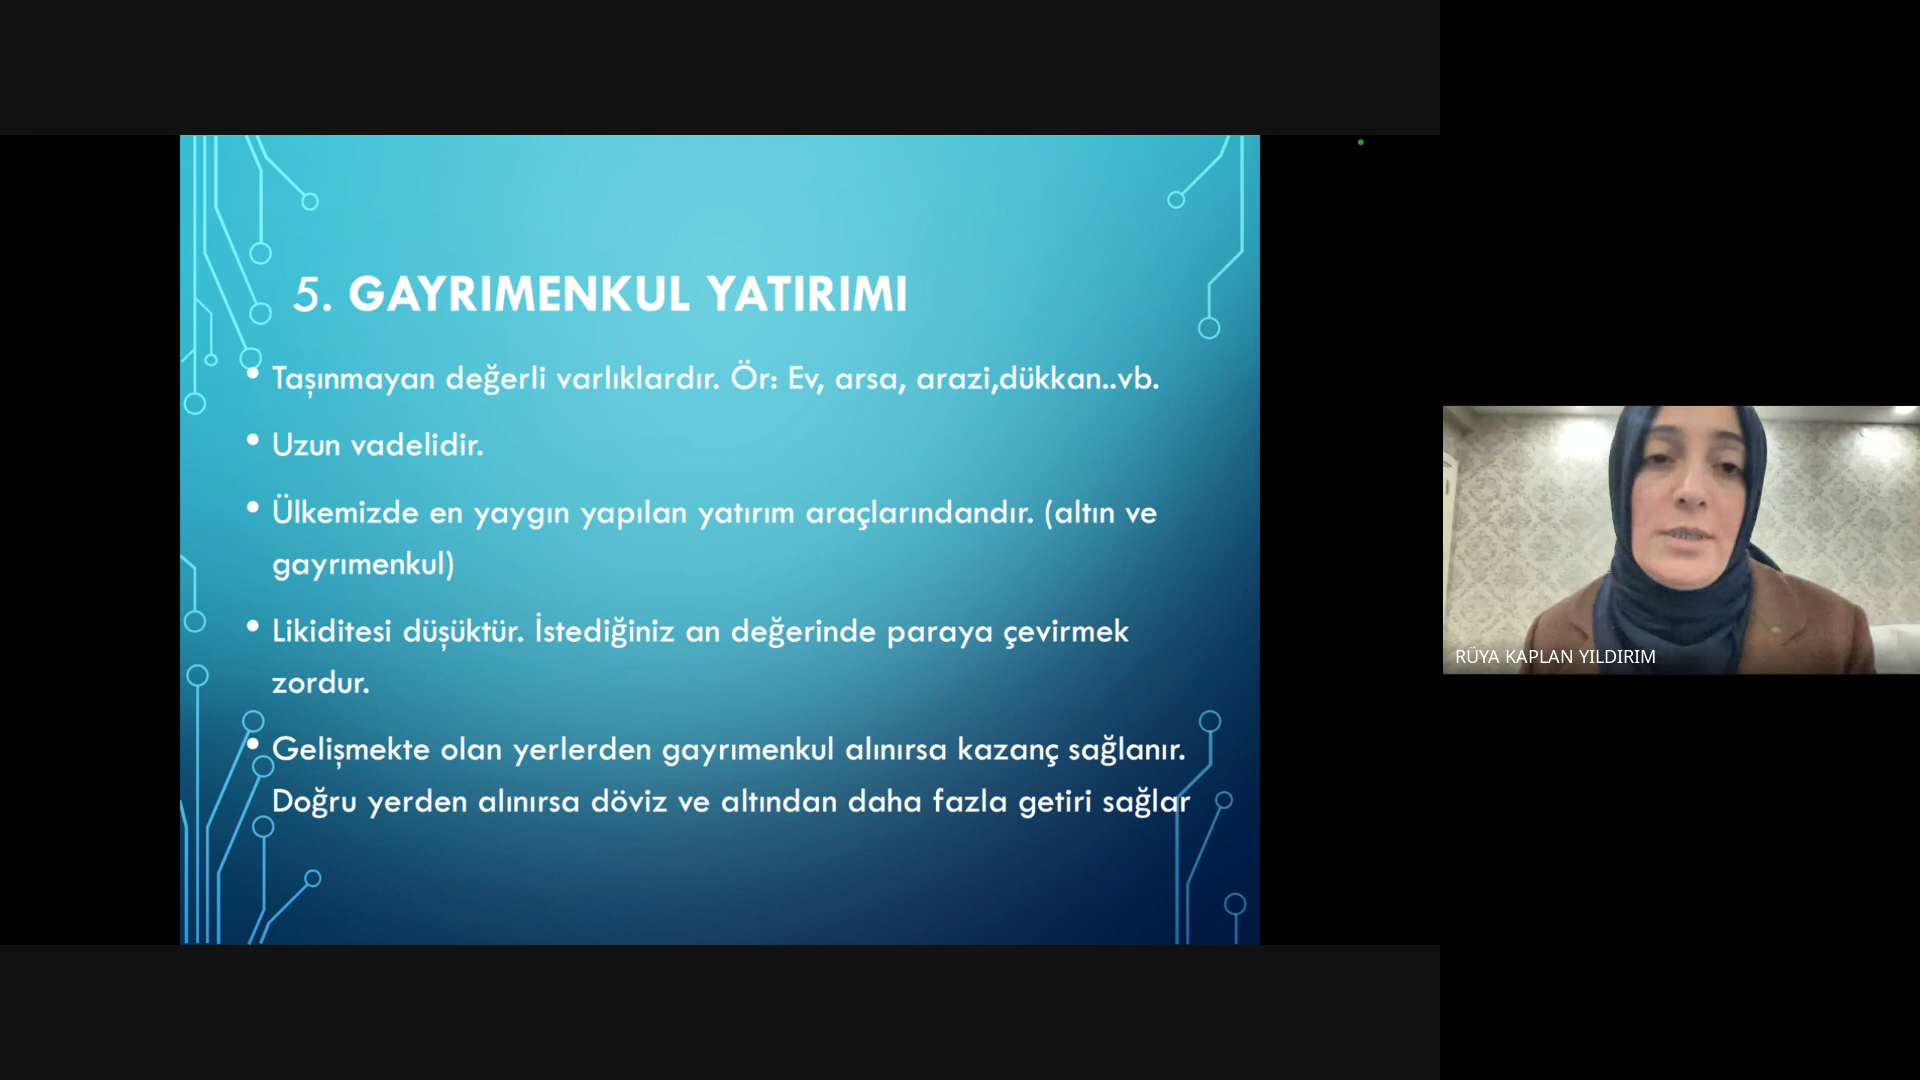 5. GAYRIMENKUL YATIRIMI
• Taşınmayan değerli varlıklardır. Ör: Ev, arsa, arazi,dükkan..vb.
• Uzun vadelidir.
• Ülkemizde en yaygın yapılan yatırım araçlarındandır. (altın ve
gayrımenkul)
• Likiditesi düşüktür. İstediğiniz an değerinde paraya çevirmek
zordur.
• Gelişmekte olan yerlerden gayrımenkul alınırsa kazanç sağlanır.
Doğru yerden alınırsa döviz ve altından daha fazla getiri sağlar
RÜYA KAPLAN YILDIRIM